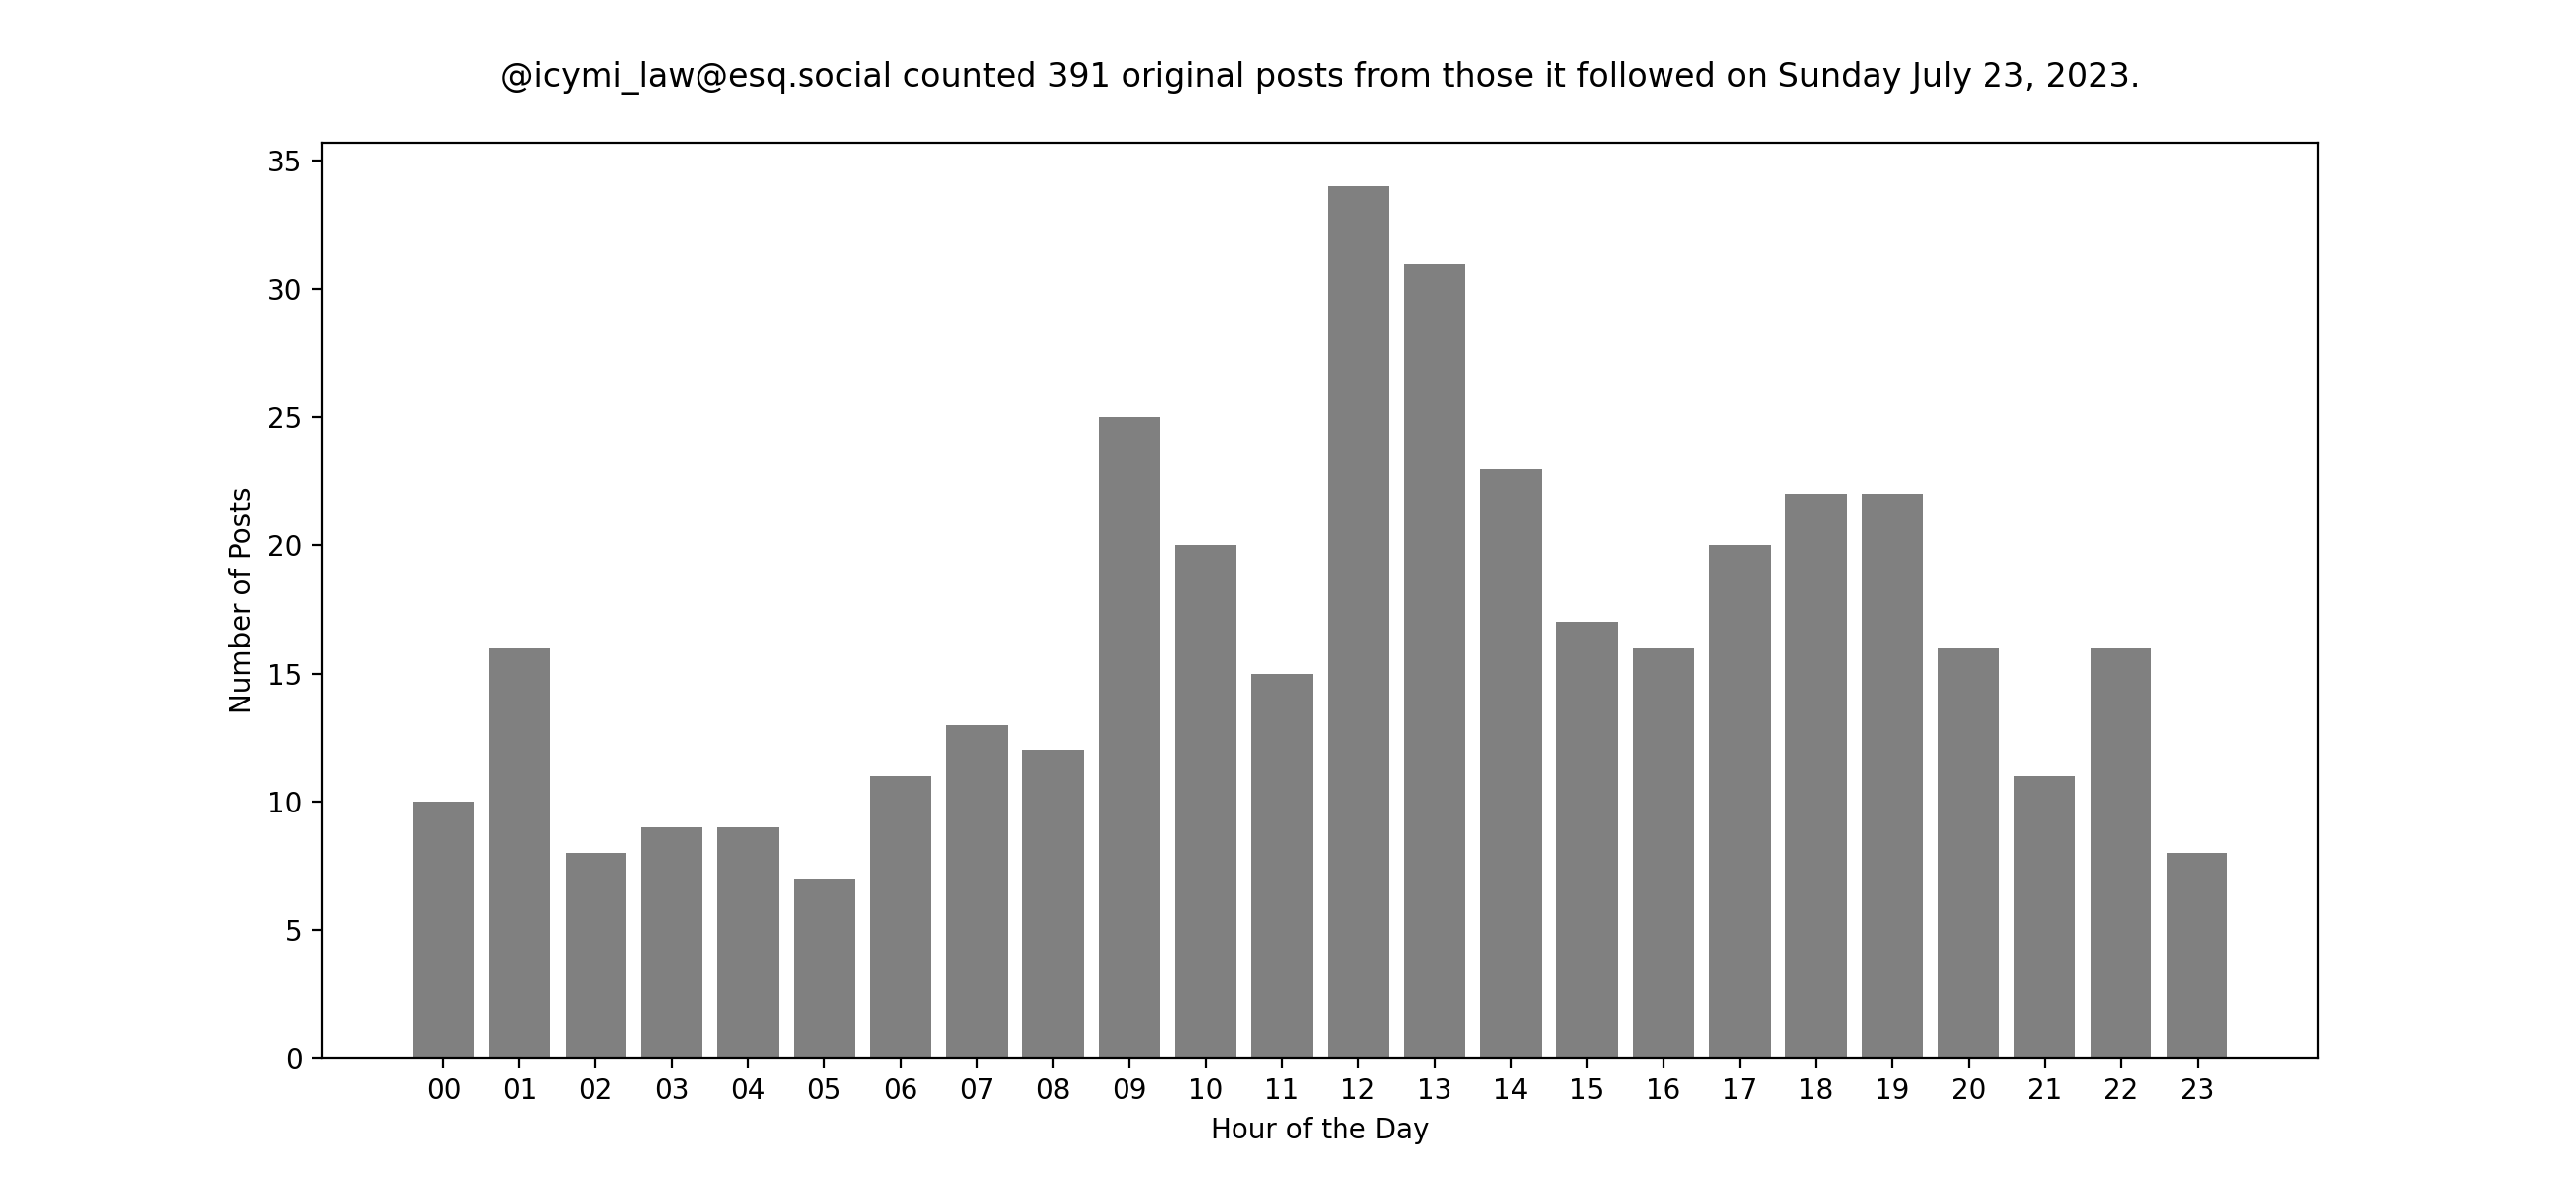 @icymi_law@esq.social counted 391 original posts from those it followed on Sunday July 23, 2023.
35
30
25
20
15
10
5
0
Number of Posts
00 01 02 03 04 05 06 07 08 09 10 11 12 13 14 15 16 17 18 19 20 21 22 23
Hour of the Day